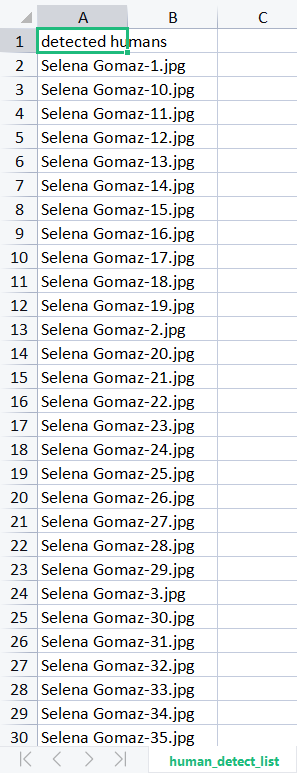 A B C
1 detected humans
2 Selena Gomaz-1.jpg
3 Selena Gomaz-10.jpg
4 Selena Gomaz-11.jpg
5 Selena Gomaz-12.jpg
6 Selena Gomaz-13.jpg
7 Selena Gomaz-14.jpg
8 Selena Gomaz-15.jpg
9 Selena Gomaz-16.jpg
10 Selena Gomaz-17.jpg
11 Selena Gomaz-18.jpg
12 Selena Gomaz-19.jpg
13 Selena Gomaz-2.jpg
14 Selena Gomaz-20.jpg
15 Selena Gomaz-21.jpg
16 Selena Gomaz-22.jpg
17 Selena Gomaz-23.jpg
18 Selena Gomaz-24.jpg
19 Selena Gomaz-25.jpg
20 Selena Gomaz-26.jpg
21 Selena Gomaz-27.jpg
22 Selena Gomaz-28.jpg
23 Selena Gomaz-29.jpg
24 Selena Gomaz-3.jpg
25 Selena Gomaz-30.jpg
26 Selena Gomaz-31.jpg
27 Selena Gomaz-32.jpg
28 Selena Gomaz-33.jpg
29 Selena Gomaz-34.jpg
30 Selena Gomaz-35.jpg
human_detect_list